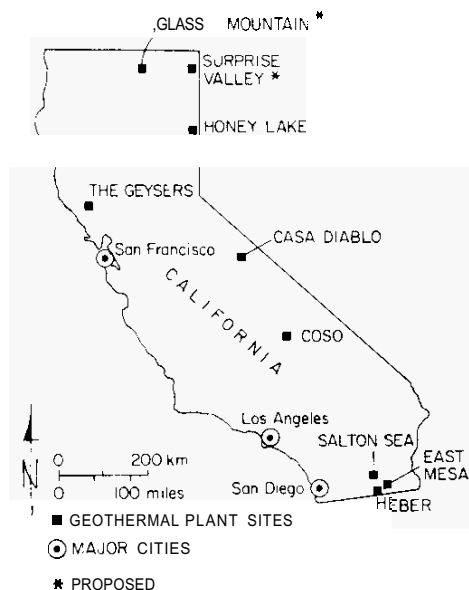 GLASS MOUNTAIN *
SURPRISE
VALLEY *
HONEY LAKE
THE GEYSERS
San Francisco
CASA DIABLO
CALIFORNIA
COSO
Los Angeles
SALTON SEA
EAST
MESA
San Diego
HEBER
N
0 200 km
0 100 miles
GEOTHERMAL PLANT SITES
MAJOR CITIES
* PROPOSED